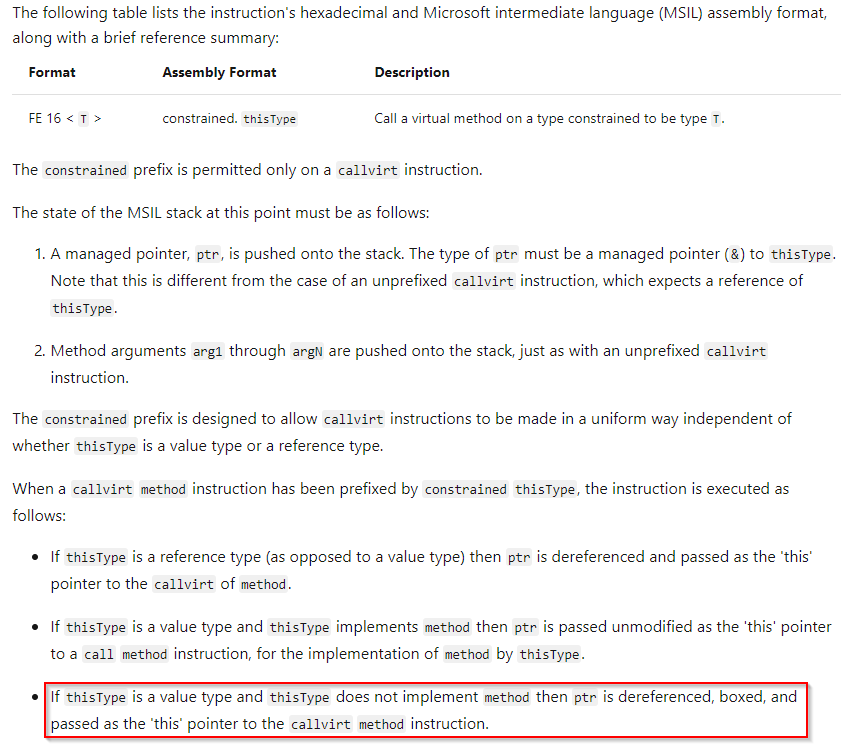 The following table lists the instruction's hexadecimal and Microsoft intermediate language (MSIL) assembly format,
along with a brief reference summary:
Format Assembly Format Description
FE 16 < T > constrained. thisType Call a virtual method on a type constrained to be type T.
The constrained prefix is permitted only on a callvirt instruction.
The state of the MSIL stack at this point must be as follows:
1. A managed pointer, ptr, is pushed onto the stack. The type of ptr must be a managed pointer (&) to thisType.
Note that this is different from the case of an unprefixed callvirt instruction, which expects a reference of
thisType.
2. Method arguments arg1 through argN are pushed onto the stack, just as with an unprefixed callvirt
instruction.
The constrained prefix is designed to allow callvirt instructions to be made in a uniform way independent of
whether thisType is a value type or a reference type.
When a callvirt method instruction has been prefixed by constrained thisType, the instruction is executed as
follows:
• If thisType is a reference type (as opposed to a value type) then ptr is dereferenced and passed as the 'this'
pointer to the callvirt of method.
• If thisType is a value type and thisType implements method then ptr is passed unmodified as the 'this' pointer
to a call method instruction, for the implementation of method by thisType.
• If thisType is a value type and thisType does not implement method then ptr is dereferenced, boxed, and
passed as the 'this' pointer to the callvirt method instruction.